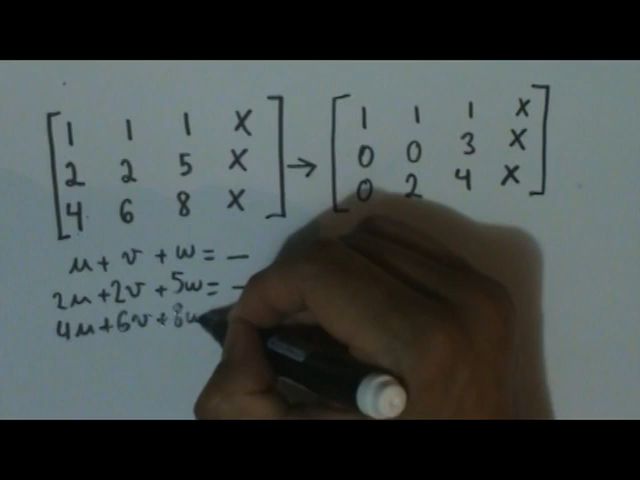 1 1 1 X → 1 1 1 X
2 2 5 X 0 0 3 X
4 6 8 X 0 2 4 X
u + v + w = —
2u + 2v + 5w = —
4u + 6v + 8w